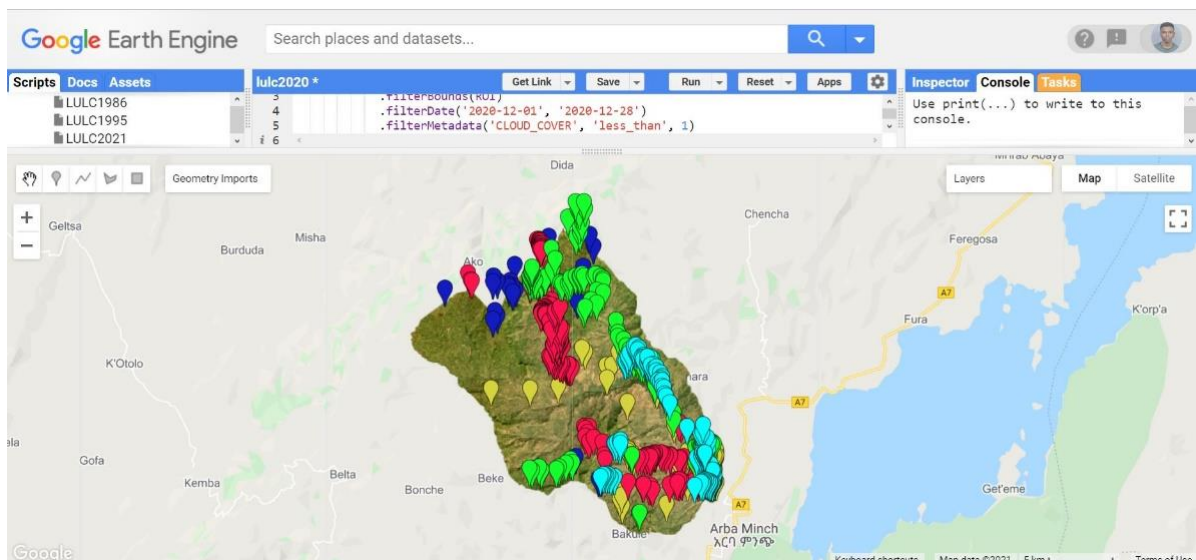 Google Earth Engine
Search places and datasets...
Scripts Docs Assets
LULC1986
LULC1995
LULC2021
lulc2020 *
Get Link Save Run Reset Apps
3 .filterBounds(ROI)
4 .filterDate('2020-12-01', '2020-12-28')
5 .filterMetadata('CLOUD_COVER', 'less_than', 1)
i 6
Inspector Console Tasks
Use print(...) to write to this
console.
Geometry Imports
Layers
Map Satellite
Mirab Abaya
Dida
Geltsa
Chencha
Misha
Burduda
Feregosa
Ako
A7
K'orp'a
Fura
K'Otolo
A7
Gofa
Kemba
Belta
Bonche
Beke
Get'eme
A7
Bakule
Arba Minch
አርባ ምንጭ
Google
Keyboard shortcuts Map data ©2021 5 km Terms of Use